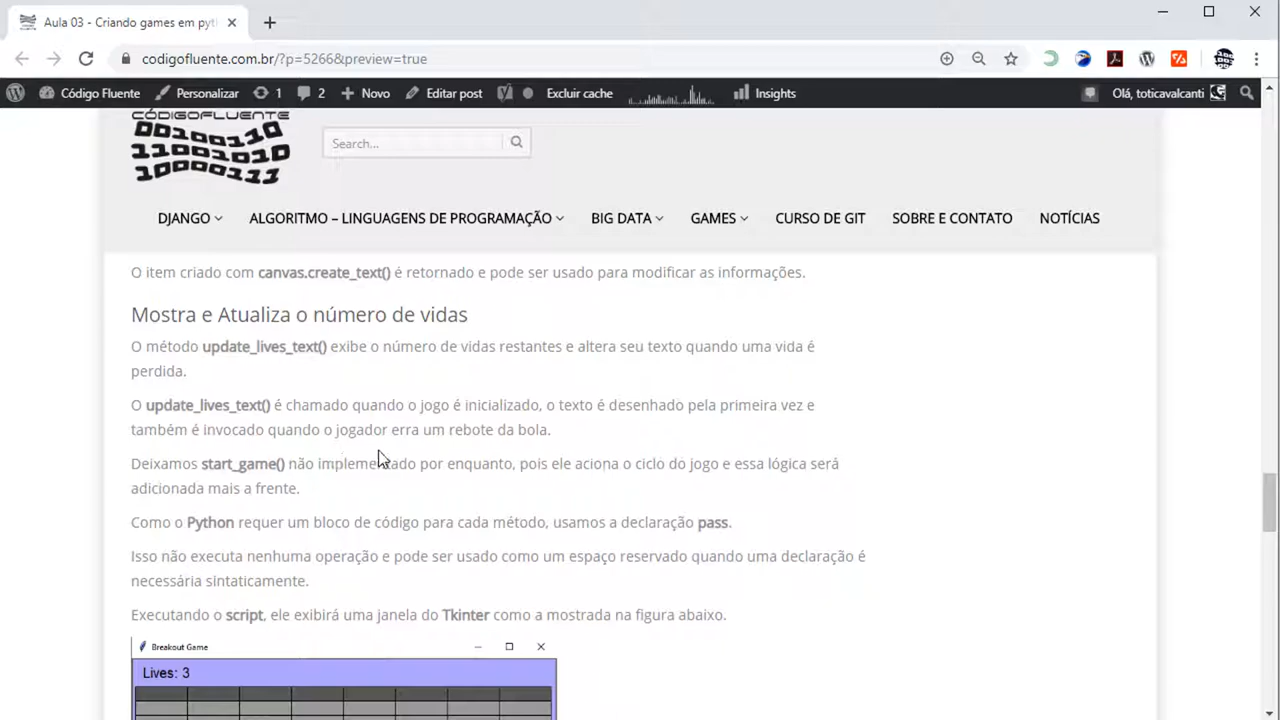 Aula 03 - Criando games em pyt
codigofluente.com.br/?p=5266&preview=true
Código Fluente
Personalizar
1
2
Novo
Editar post
Excluir cache
Insights
Olá, toticavalcanti
CÓDIGOFLUENTE
00100110
11001010
10000111
Search...
DJANGO
ALGORITMO – LINGUAGENS DE PROGRAMAÇÃO
BIG DATA
GAMES
CURSO DE GIT
SOBRE E CONTATO
NOTÍCIAS
O item criado com canvas.create_text() é retornado e pode ser usado para modificar as informações.
Mostra e Atualiza o número de vidas
O método update_lives_text() exibe o número de vidas restantes e altera seu texto quando uma vida é
perdida.
O update_lives_text() é chamado quando o jogo é inicializado, o texto é desenhado pela primeira vez e
também é invocado quando o jogador erra um rebote da bola.
Deixamos start_game() não implementado por enquanto, pois ele aciona o ciclo do jogo e essa lógica será
adicionada mais a frente.
Como o Python requer um bloco de código para cada método, usamos a declaração pass.
Isso não executa nenhuma operação e pode ser usado como um espaço reservado quando uma declaração é
necessária sintaticamente.
Executando o script, ele exibirá uma janela do Tkinter como a mostrada na figura abaixo.
Breakout Game
Lives: 3